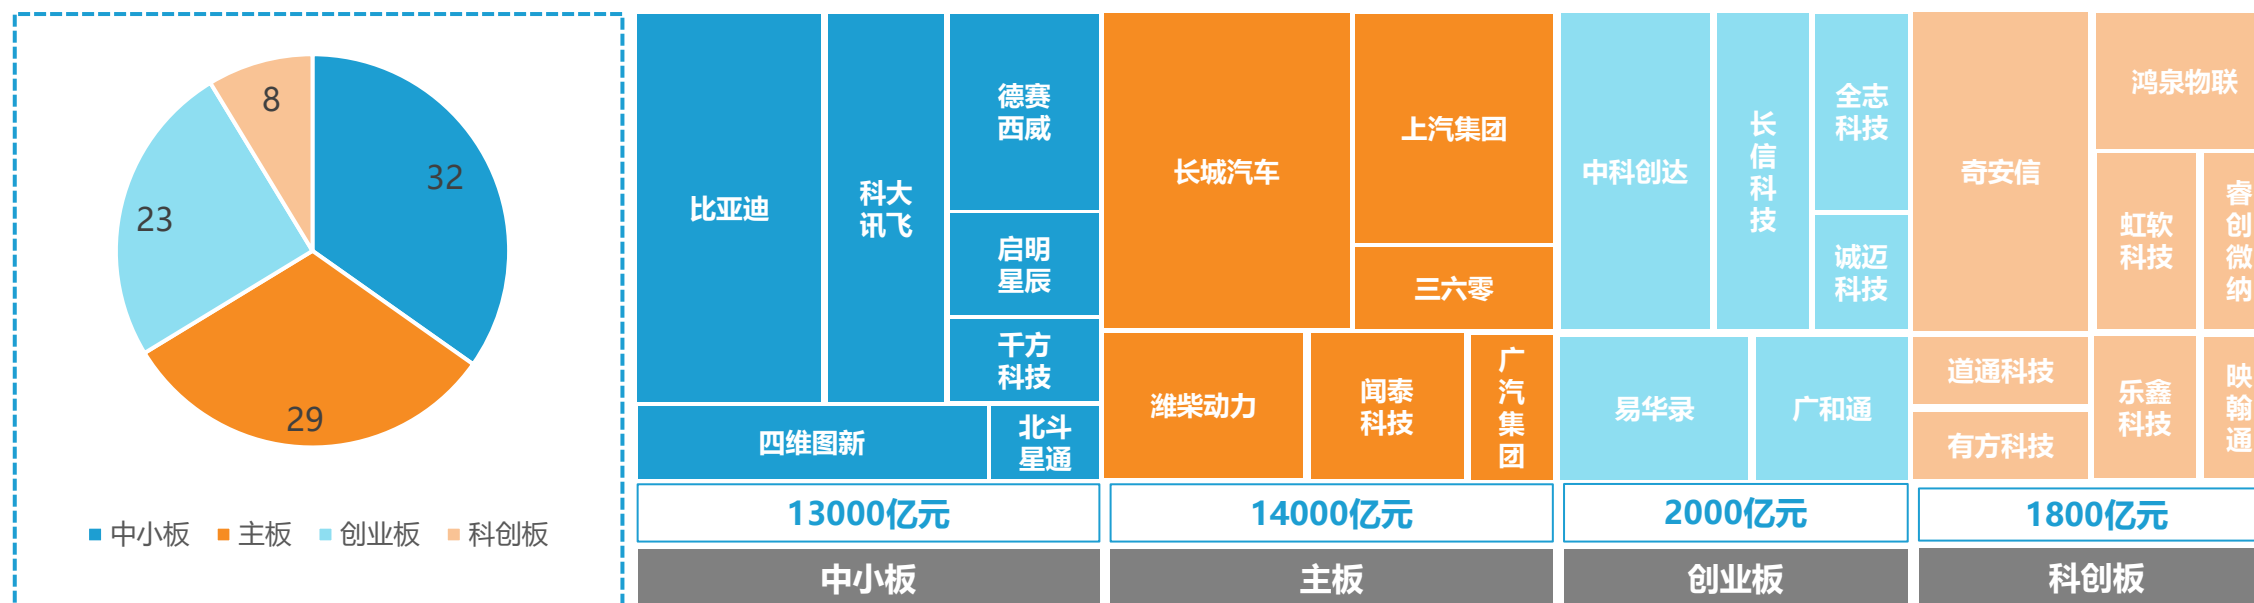 8
32
23
29
中小板
主板
创业板
科创板
比亚迪
科大
讯飞
德赛
西威
启明
星辰
千方
科技
四维图新
北斗
星通
长城汽车
上汽集团
三六零
潍柴动力
闻泰
科技
广
汽
集
团
中科创达
长
信
科
技
全志
科技
诚迈
科技
易华录
广和通
奇安信
鸿泉物联
虹软
科技
睿
创
微
纳
道通科技
有方科技
乐鑫
科技
映
翰
通
13000亿元
14000亿元
2000亿元
1800亿元
中小板
主板
创业板
科创板